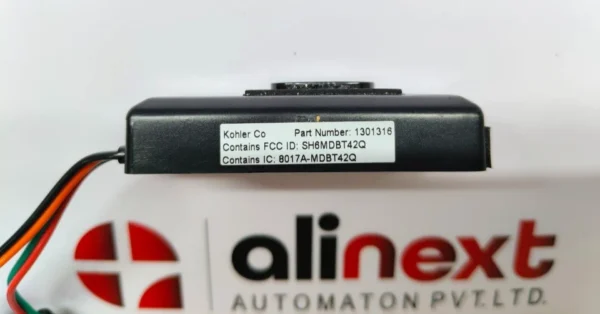 Kohler Co Part Number: 1301316
Contains FCC ID: SH6MDBT42Q
Contains IC: 8017A-MDBT42Q
alinext
AUTOMATON PVT.LTD.